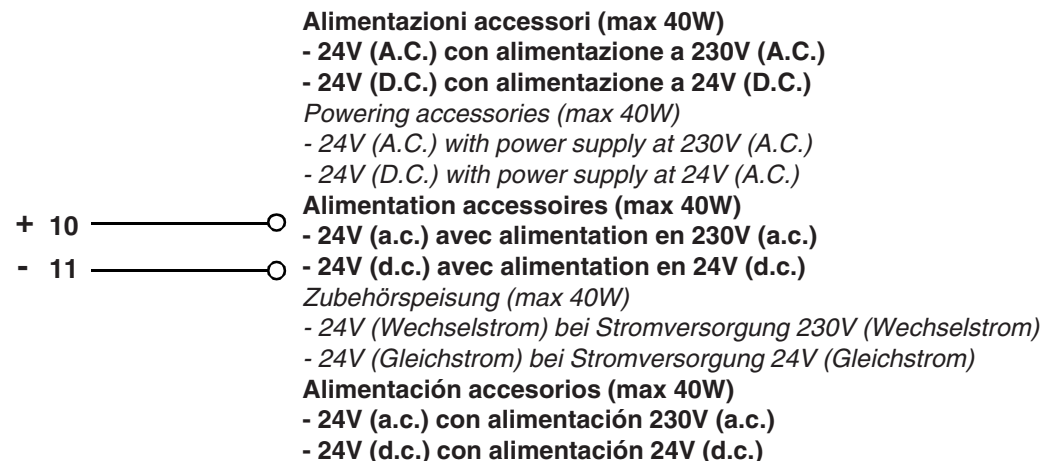 Alimentazioni accessori (max 40W)
- 24V (A.C.) con alimentazione a 230V (A.C.)
- 24V (D.C.) con alimentazione a 24V (D.C.)
Powering accessories (max 40W)
- 24V (A.C.) with power supply at 230V (A.C.)
- 24V (D.C.) with power supply at 24V (A.C.)
+ 10
- 11
Alimentation accessoires (max 40W)
- 24V (a.c.) avec alimentation en 230V (a.c.)
- 24V (d.c.) avec alimentation en 24V (d.c.)
Zubehörspeisung (max 40W)
- 24V (Wechselstrom) bei Stromversorgung 230V (Wechselstrom)
- 24V (Gleichstrom) bei Stromversorgung 24V (Gleichstrom)
Alimentación accesorios (max 40W)
- 24V (a.c.) con alimentación 230V (a.c.)
- 24V (d.c.) con alimentación 24V (d.c.)